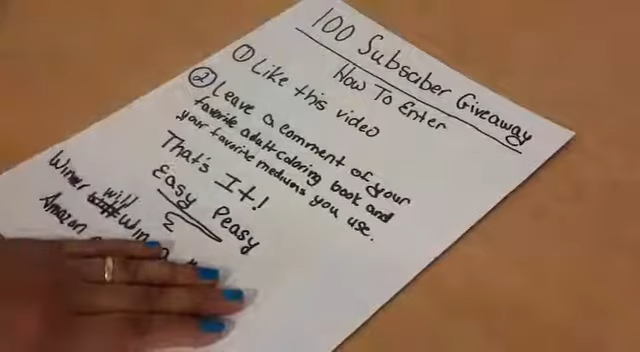 100 Subsciber Giveaway
How To Enter
① Like this video
② Leave a comment of your
favorite adult coloring book and
your favorite mediums you use.
That's It!
Easy Peasy
Winner will Win a
Amazon